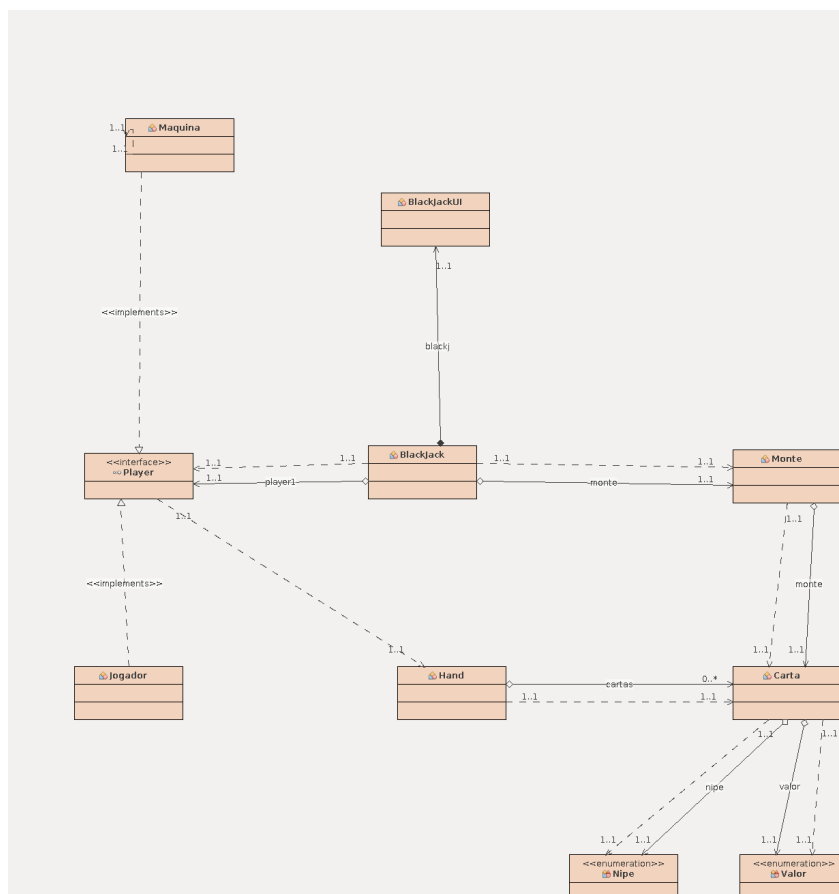 1..1
Maquina
1..1
BlackJackUI
1..1
<<implements>>
blackj
BlackJack
<<interface>>
Player
1..1
1..1
1..1
1..1
Monte
1..1
player1
monte
1..1
1..1
1..1
<<implements>>
monte
1..1
1..1
1..1
Jogador
Hand
Carta
cartas
0..*
1..1
1..1
1..1
1..1
nipe
valor
1..1
1..1
1..1
1..1
<<enumeration>>
Nipe
<<enumeration>>
Valor